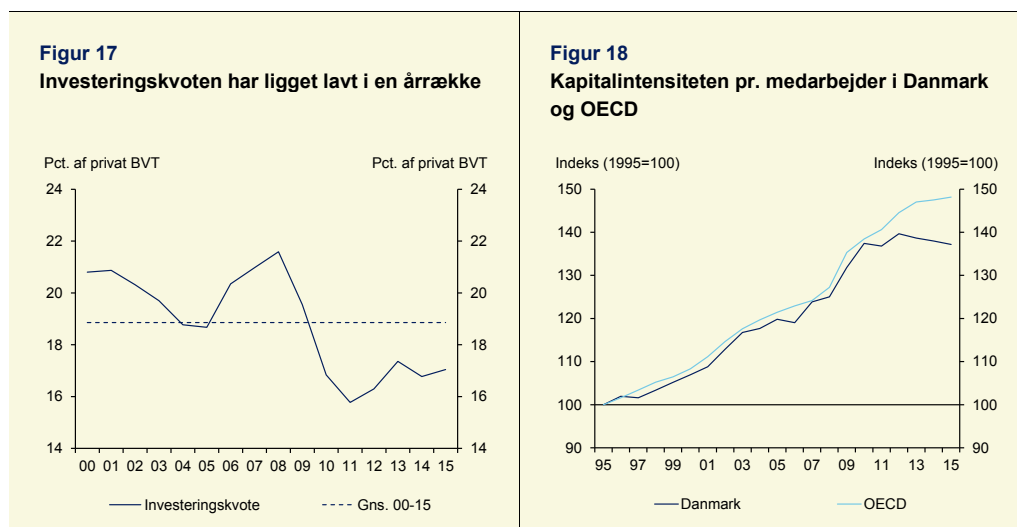 Figur 17
Investeringskvoten har ligget lavt i en årrække
Pct. af privat BVT Pct. af privat BVT
24 24
22 22
20 20
18 18
16 16
14 14
00 01 02 03 04 05 06 07 08 09 10 11 12 13 14 15
Investeringskvote Gns. 00-15
Figur 18
Kapitalintensiteten pr. medarbejder i Danmark
og OECD
Indeks (1995=100) Indeks (1995=100)
150 150
140 140
130 130
120 120
110 110
100 100
90 90
95 97 99 01 03 05 07 09 11 13 15
Danmark OECD